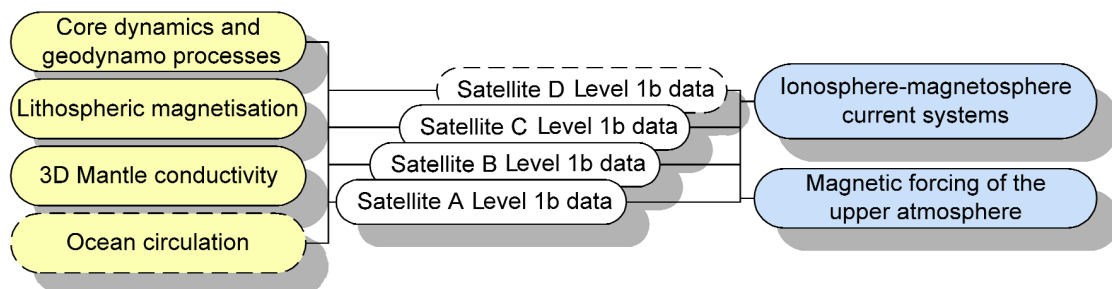 Core dynamics and
geodynamo processes
Lithospheric magnetisation
3D Mantle conductivity
Ocean circulation
Satellite D Level 1b data
Satellite C Level 1b data
Satellite B Level 1b data
Satellite A Level 1b data
Ionosphere-magnetosphere
current systems
Magnetic forcing of the
upper atmosphere